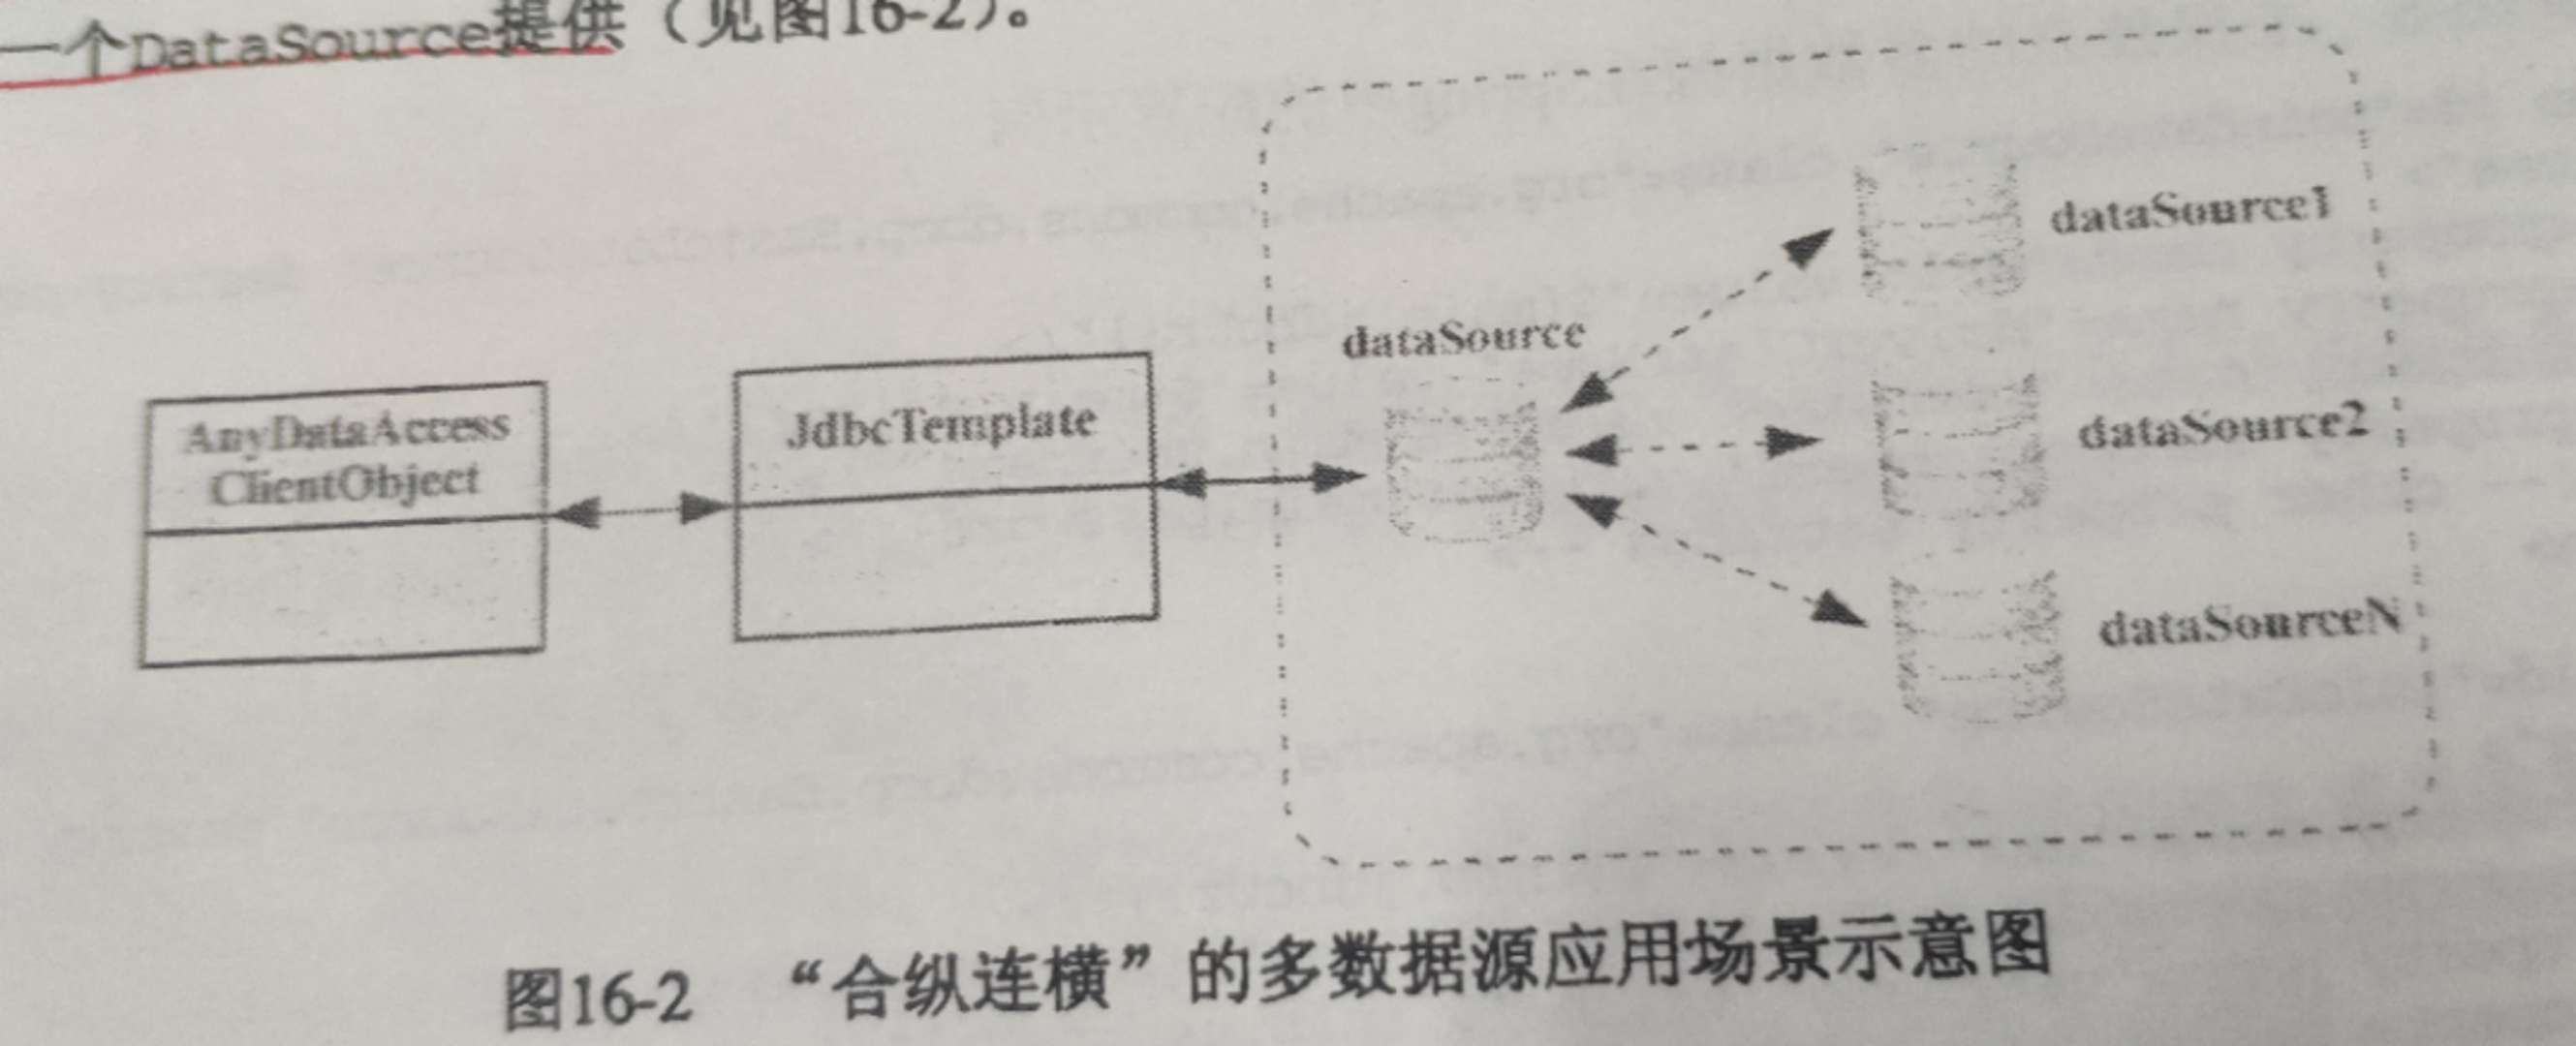 一个DataSource提供（见图16-2）。
dataSource1
dataSource
AnyDataAccess
ClientObject
JdbcTemplate
dataSource2
dataSourceN
图16-2 “合纵连横”的多数据源应用场景示意图